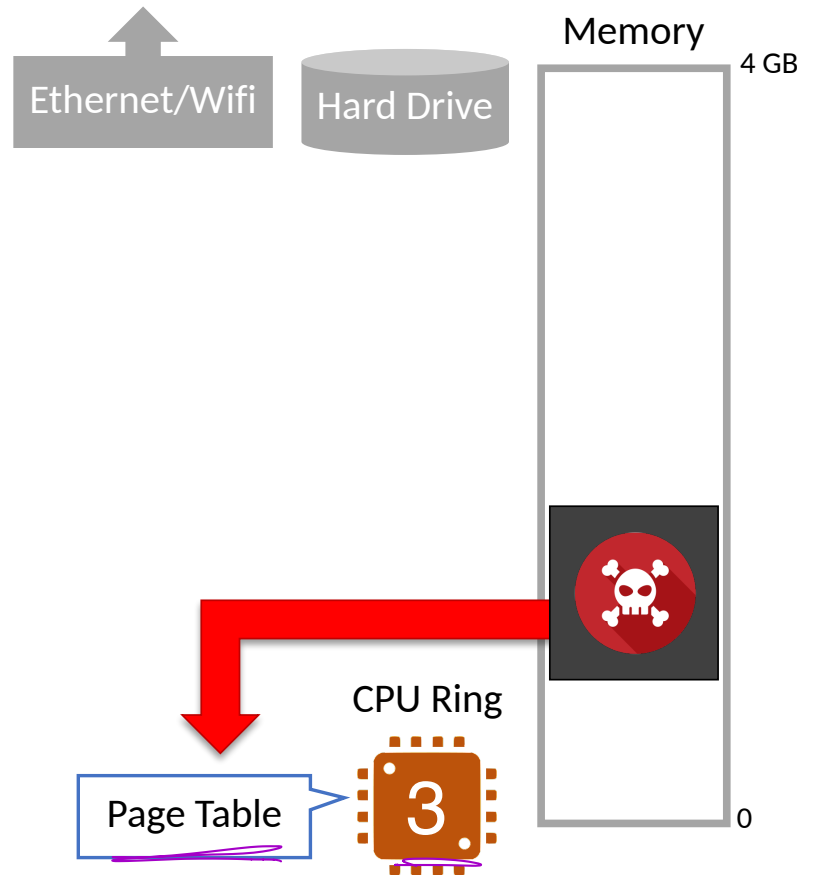 Memory
4 GB
Ethernet/Wifi
Hard Drive
CPU Ring
3
Page Table
0